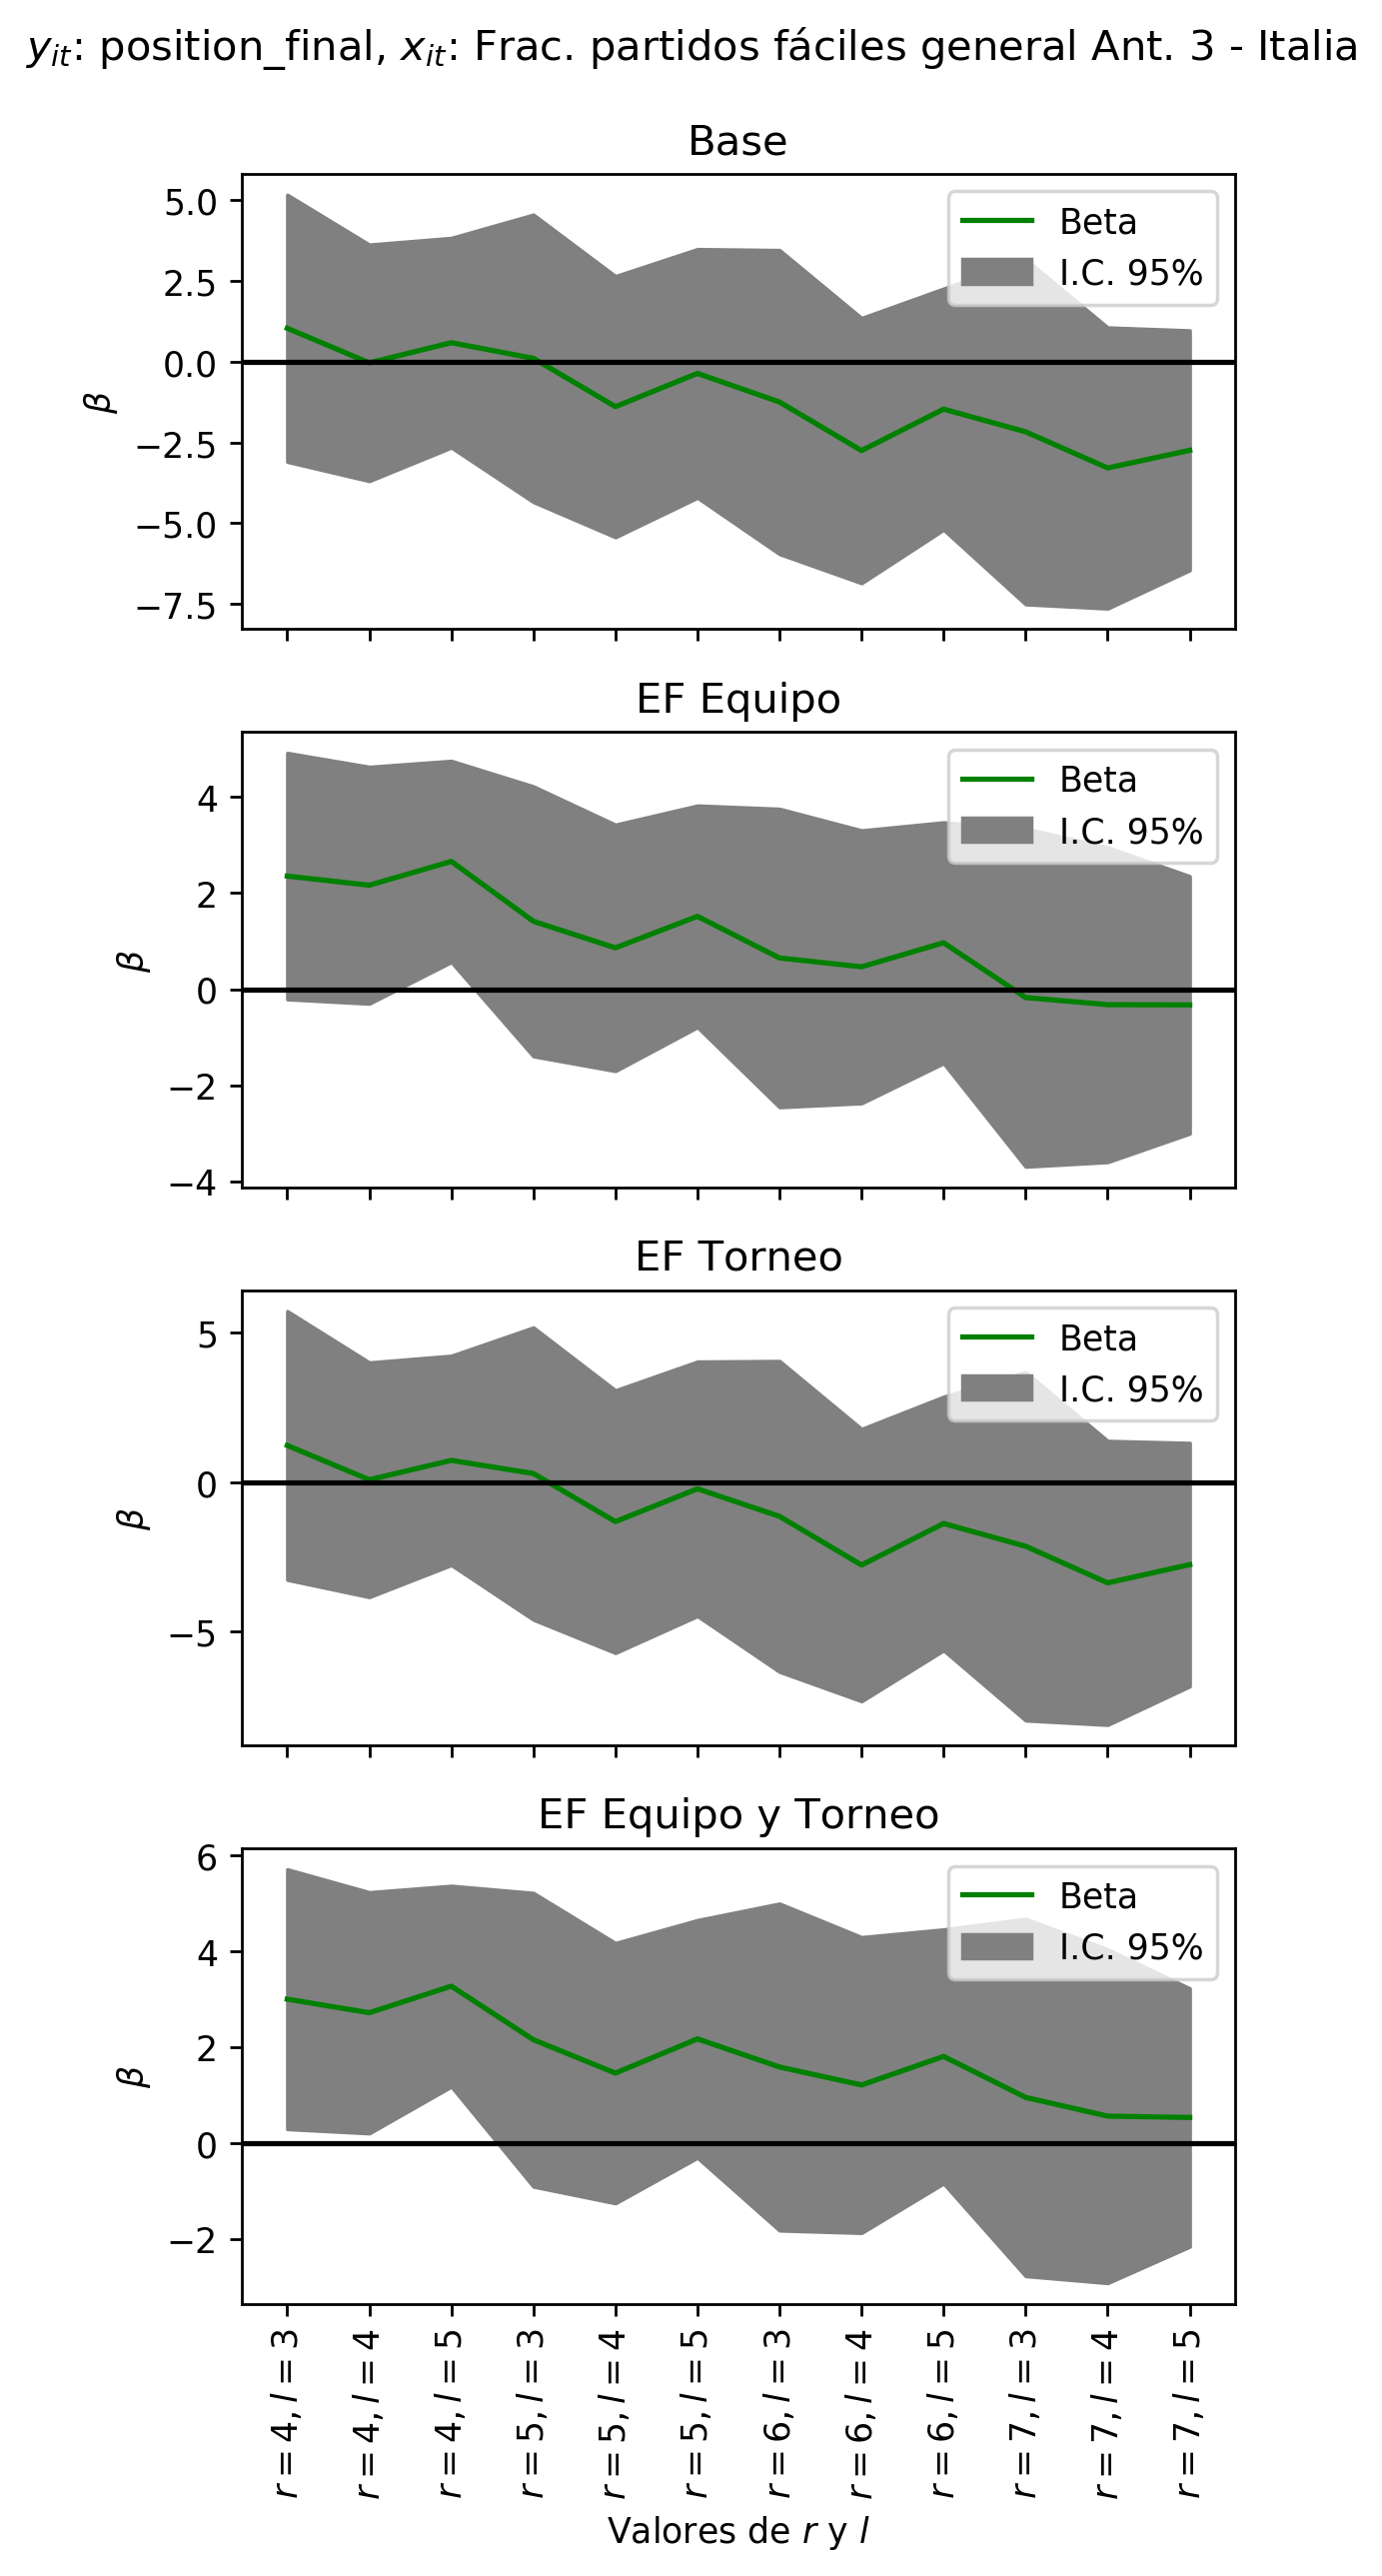 y_it: position_final, x_it: Frac. partidos fáciles general Ant. 3 - Italia
Base
5.0
2.5
0.0
−2.5
−5.0
−7.5
β
Beta
I.C. 95%
EF Equipo
4
2
0
−2
−4
β
Beta
I.C. 95%
EF Torneo
5
0
−5
β
Beta
I.C. 95%
EF Equipo y Torneo
6
4
2
0
−2
β
Beta
I.C. 95%
r = 4, l = 3
r = 4, l = 4
r = 4, l = 5
r = 5, l = 3
r = 5, l = 4
r = 5, l = 5
r = 6, l = 3
r = 6, l = 4
r = 6, l = 5
r = 7, l = 3
r = 7, l = 4
r = 7, l = 5
Valores de r y l